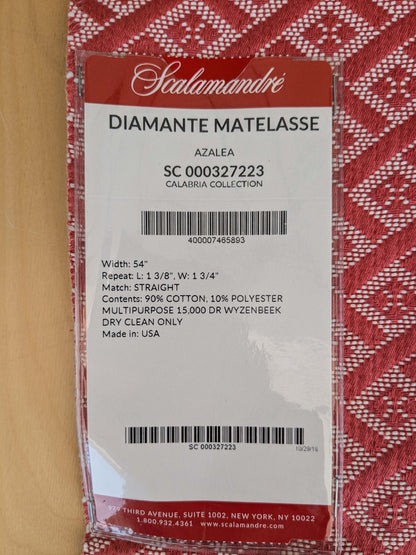 Scalamandré
DIAMANTE MATELASSE
AZALEA
SC 000327223
CALABRIA COLLECTION
400007465893
Width: 54"
Repeat: L: 1 3/8", W: 1 3/4"
Match: STRAIGHT
Contents: 90% COTTON, 10% POLYESTER
MULTIPURPOSE 15,000 DR WYZENBEEK
DRY CLEAN ONLY
Made in: USA
SC 000327223
THIRD AVENUE, SUITE 1002, NEW YORK, NY 10022
1.800.932.4361 www.scalamandre.com